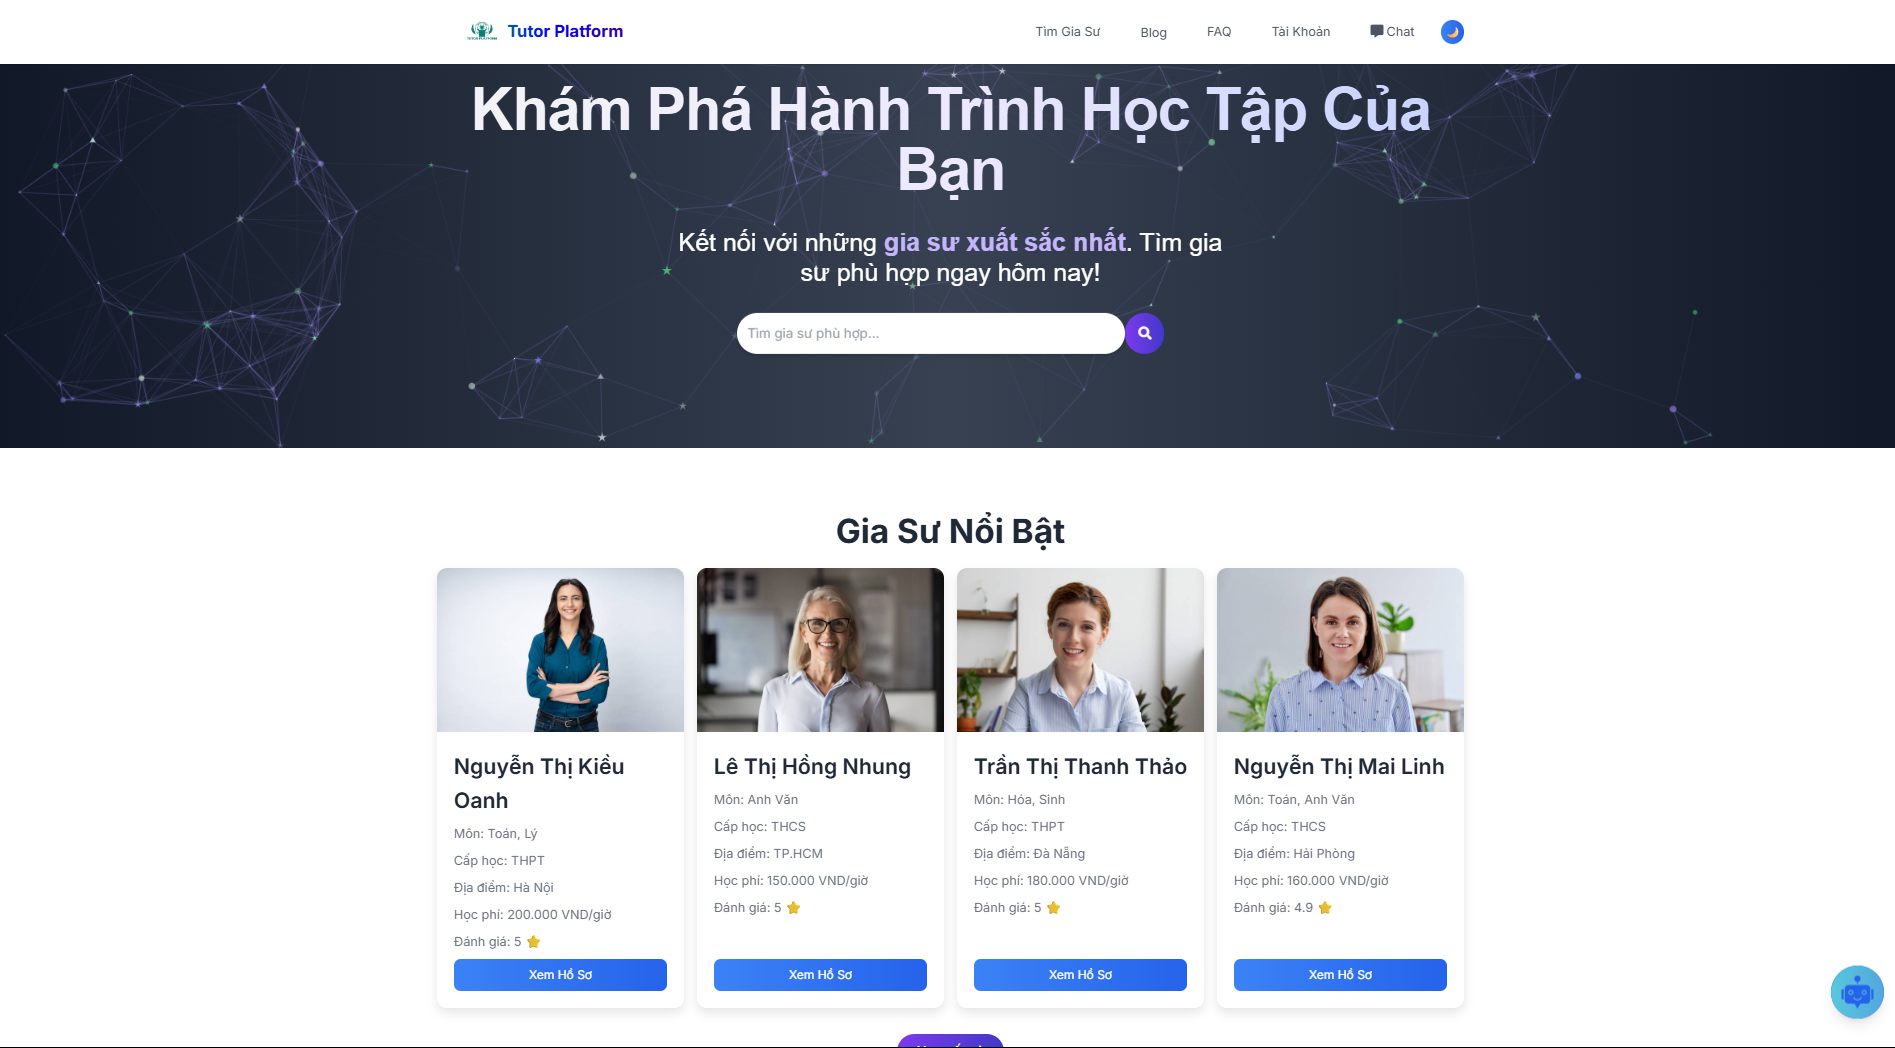 Tutor Platform
Tìm Gia Sư
Blog
FAQ
Tài Khoản
Chat
Khám Phá Hành Trình Học Tập Của
Bạn
Kết nối với những gia sư xuất sắc nhất. Tìm gia
sư phù hợp ngay hôm nay!
Tìm gia sư phù hợp...
Gia Sư Nổi Bật
Nguyễn Thị Kiều
Oanh
Môn: Toán, Lý
Cấp học: THPT
Địa điểm: Hà Nội
Học phí: 200.000 VND/giờ
Đánh giá: 5
Xem Hồ Sơ
Lê Thị Hồng Nhung
Môn: Anh Văn
Cấp học: THCS
Địa điểm: TP.HCM
Học phí: 150.000 VND/giờ
Đánh giá: 5
Xem Hồ Sơ
Trần Thị Thanh Thảo
Môn: Hóa, Sinh
Cấp học: THPT
Địa điểm: Đà Nẵng
Học phí: 180.000 VND/giờ
Đánh giá: 5
Xem Hồ Sơ
Nguyễn Thị Mai Linh
Môn: Toán, Anh Văn
Cấp học: THCS
Địa điểm: Hải Phòng
Học phí: 160.000 VND/giờ
Đánh giá: 4.9
Xem Hồ Sơ